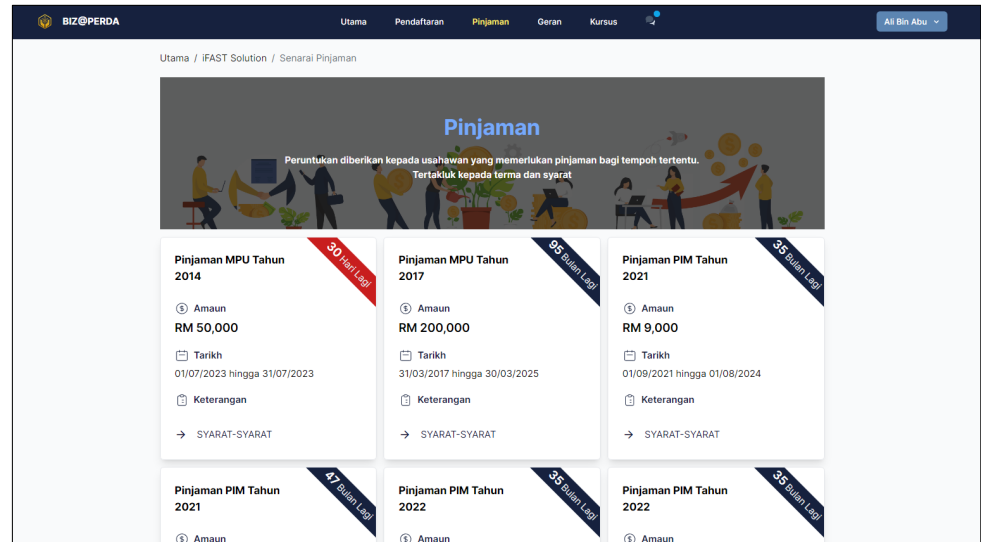 BIZ@PERDA
Utama Pendaftaran Pinjaman Geran Kursus
Ali Bin Abu
Utama / iFAST Solution / Senarai Pinjaman
Pinjaman
Peruntukan diberikan kepada usahawan yang memerlukan pinjaman bagi tempoh tertentu.
Tertakluk kepada terma dan syarat
Pinjaman MPU Tahun
2014
30 Hari Lagi
Amaun
RM 50,000
Tarikh
01/07/2023 hingga 31/07/2023
Keterangan
SYARAT-SYARAT
Pinjaman MPU Tahun
2017
95 Bulan Lagi
Amaun
RM 200,000
Tarikh
31/03/2017 hingga 30/03/2025
Keterangan
SYARAT-SYARAT
Pinjaman PIM Tahun
2021
35 Bulan Lagi
Amaun
RM 9,000
Tarikh
01/09/2021 hingga 01/08/2024
Keterangan
SYARAT-SYARAT
Pinjaman PIM Tahun
2021
47 Bulan Lagi
Amaun
Pinjaman PIM Tahun
2022
35 Bulan Lagi
Amaun
Pinjaman PIM Tahun
2022
35 Bulan Lagi
Amaun